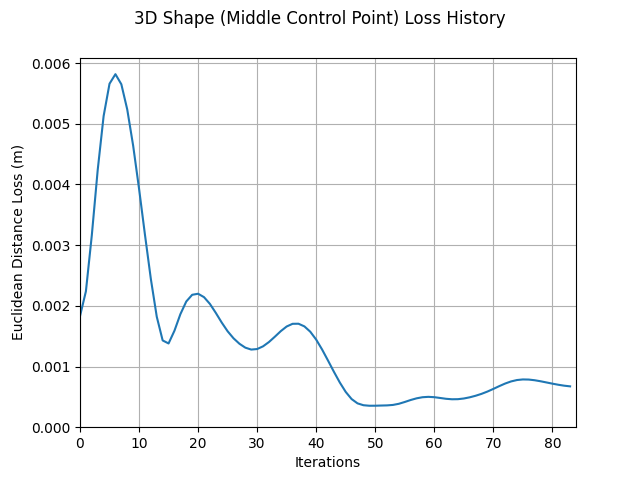 3D Shape (Middle Control Point) Loss History
0.006
0.005
0.004
0.003
0.002
0.001
0.000
Euclidean Distance Loss (m)
0 10 20 30 40 50 60 70 80
Iterations